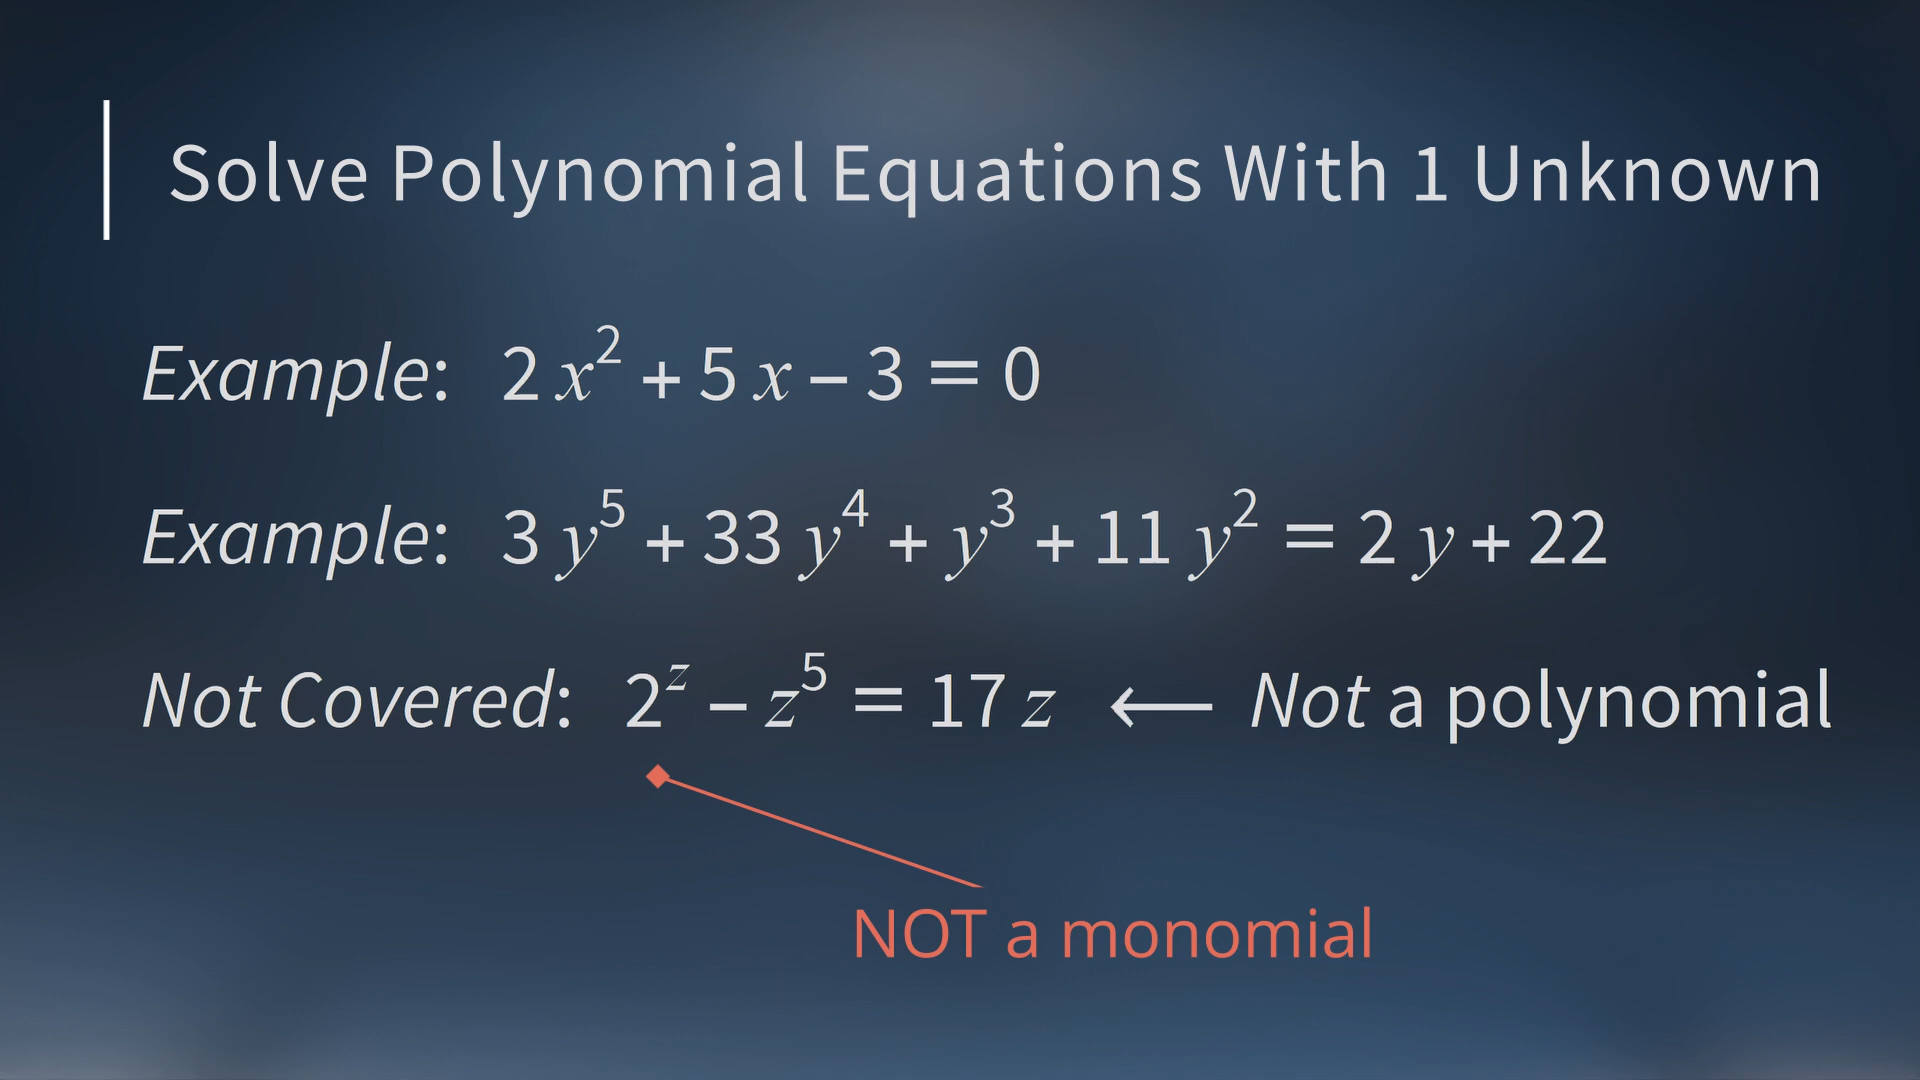 Solve Polynomial Equations With 1 Unknown
Example: 2 x² + 5 x – 3 = 0
Example: 3 y⁵ + 33 y⁴ + y³ + 11 y² = 2 y + 22
Not Covered: 2ᶻ – z⁵ = 17 z ⟵ Not a polynomial
NOT a monomial